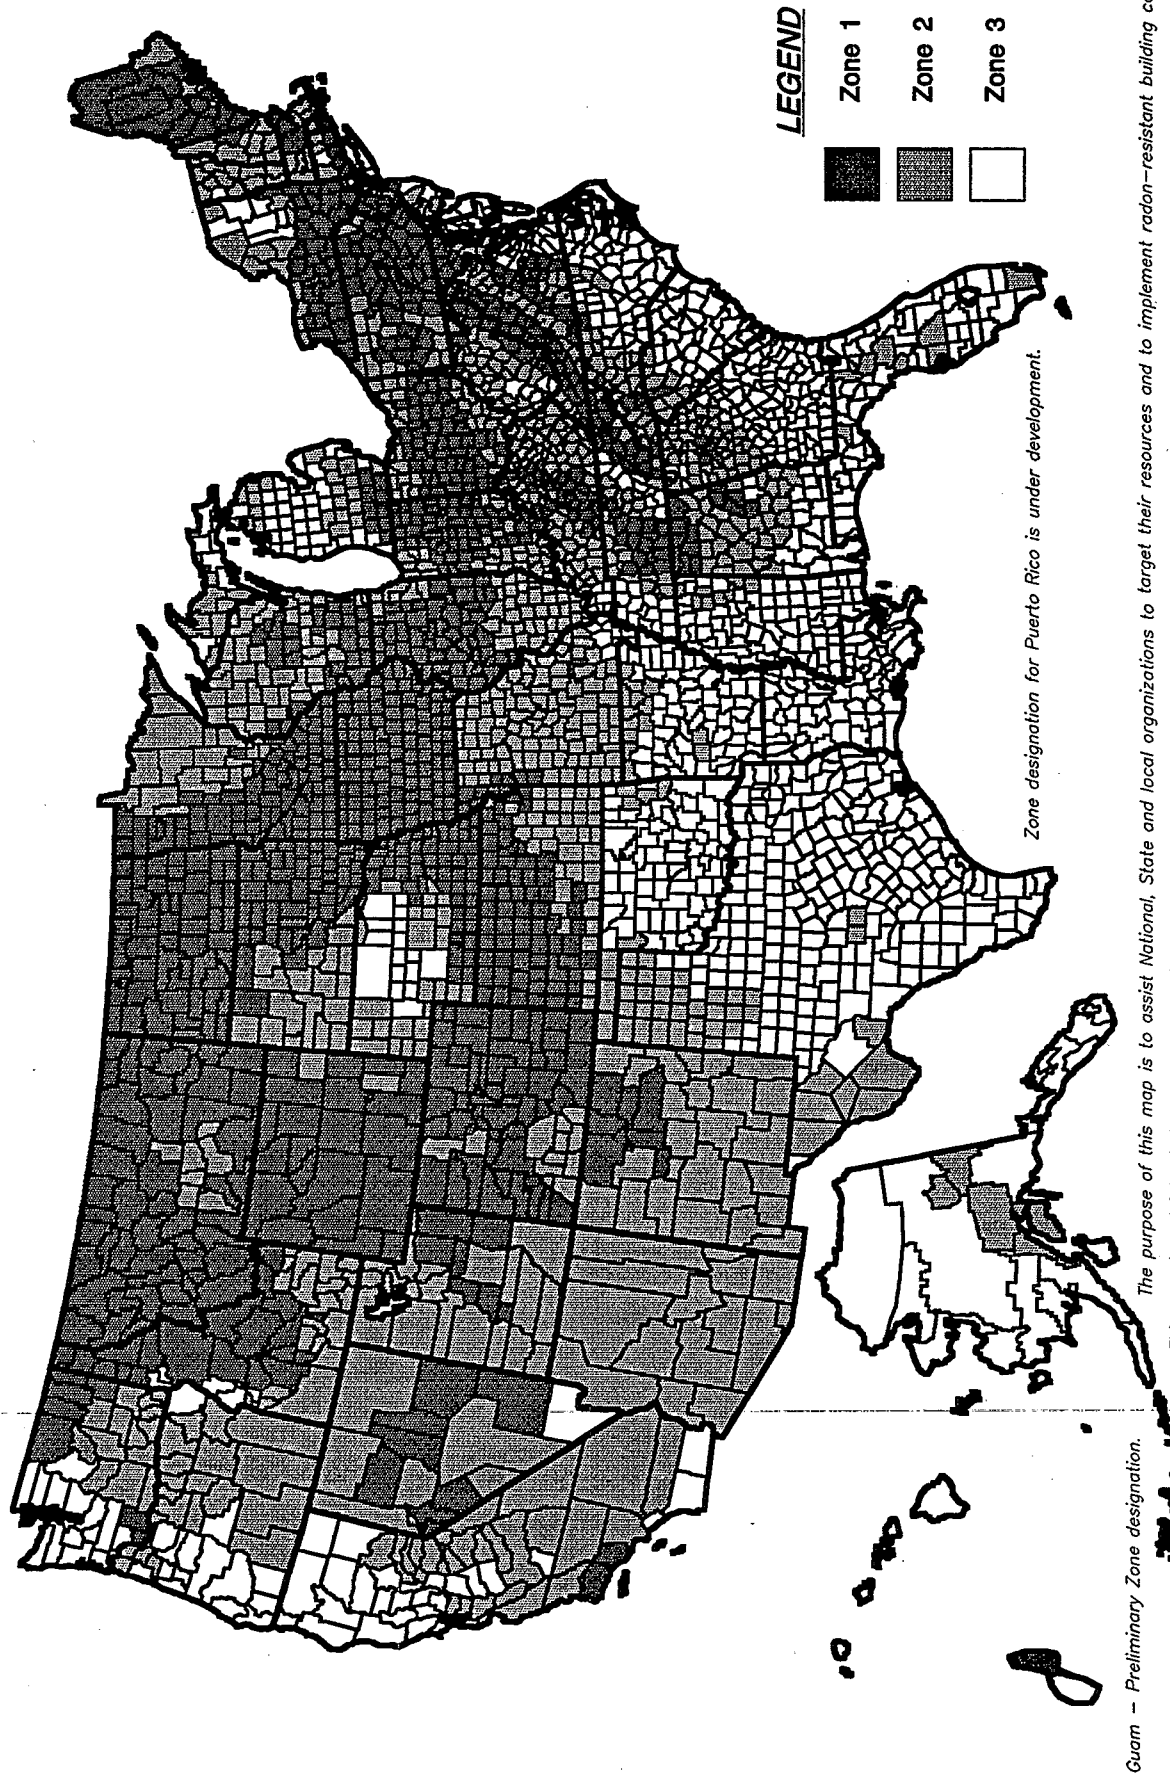 LEGEND
Zone 1
Zone 2
Zone 3
Zone designation for Puerto Rico is under development.
Guam – Preliminary Zone designation.
The purpose of this map is to assist National, State and local organizations to target their resources and to implement radon–resistant building